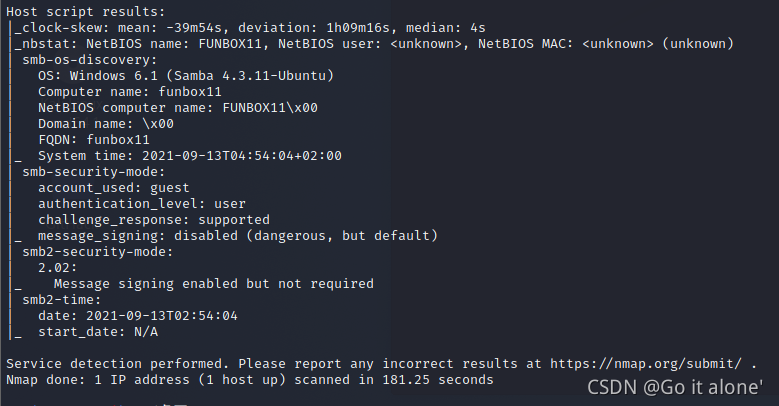 Host script results:
|_clock-skew: mean: -39m54s, deviation: 1h09m16s, median: 4s
|_nbstat: NetBIOS name: FUNBOX11, NetBIOS user: <unknown>, NetBIOS MAC: <unknown> (unknown)
| smb-os-discovery:
|   OS: Windows 6.1 (Samba 4.3.11-Ubuntu)
|   Computer name: funbox11
|   NetBIOS computer name: FUNBOX11\x00
|   Domain name: \x00
|   FQDN: funbox11
|_  System time: 2021-09-13T04:54:04+02:00
| smb-security-mode:
|   account_used: guest
|   authentication_level: user
|   challenge_response: supported
|_  message_signing: disabled (dangerous, but default)
| smb2-security-mode:
|   2.02:
|_    Message signing enabled but not required
| smb2-time:
|   date: 2021-09-13T02:54:04
|_  start_date: N/A
Service detection performed. Please report any incorrect results at https://nmap.org/submit/ .
Nmap done: 1 IP address (1 host up) scanned in 181.25 seconds
CSDN @Go it alone'